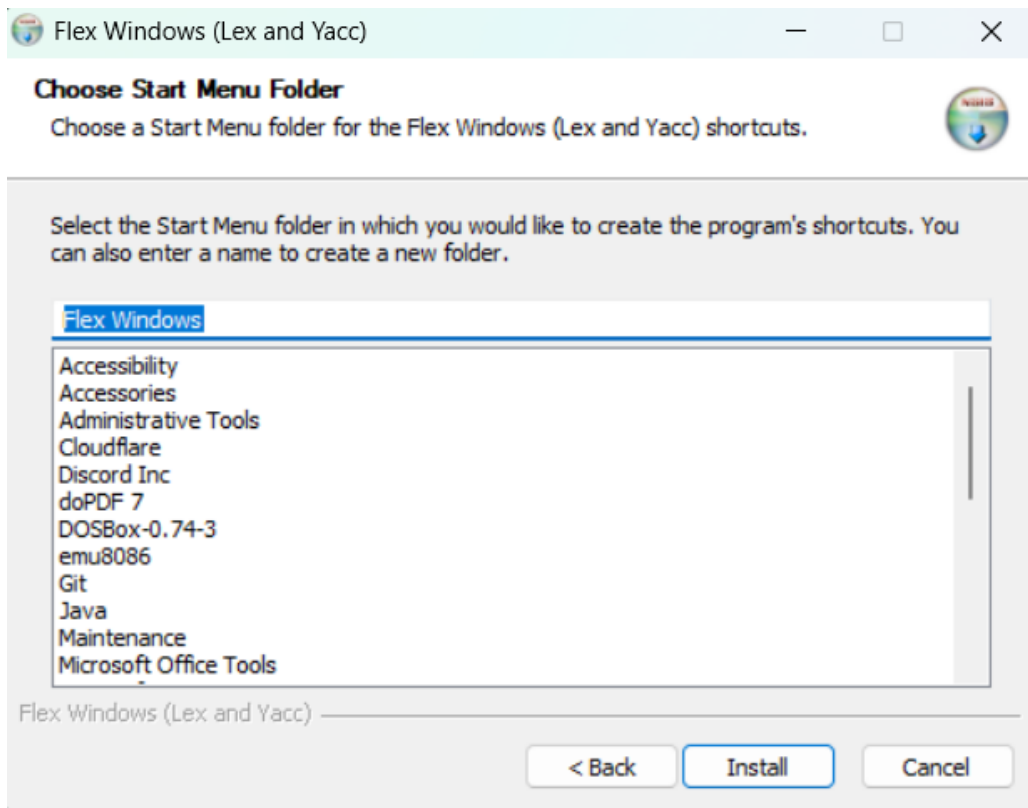 Flex Windows (Lex and Yacc)
Choose Start Menu Folder
Choose a Start Menu folder for the Flex Windows (Lex and Yacc) shortcuts.
Select the Start Menu folder in which you would like to create the program's shortcuts. You
can also enter a name to create a new folder.
Flex Windows
Accessibility
Accessories
Administrative Tools
Cloudflare
Discord Inc
doPDF 7
DOSBox-0.74-3
emu8086
Git
Java
Maintenance
Microsoft Office Tools
Flex Windows (Lex and Yacc)
< Back
Install
Cancel